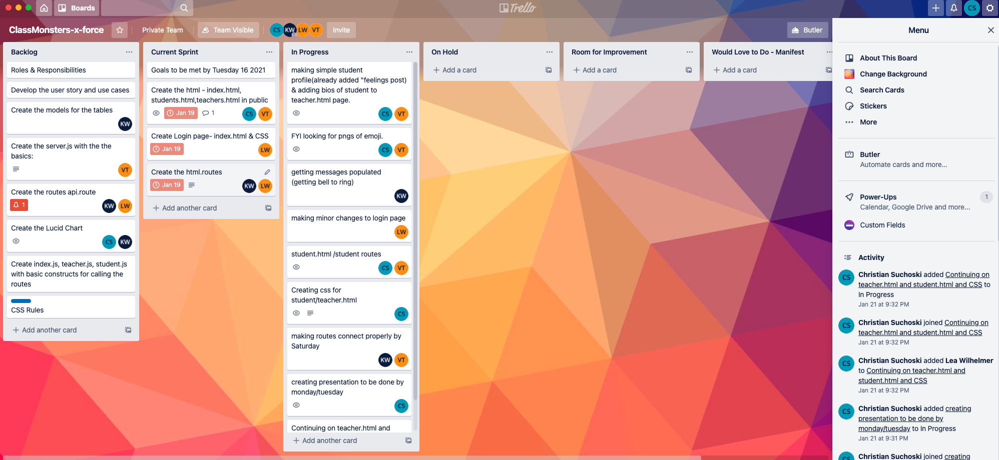 Boards
Trello
CS
ClassMonsters-x-force
Private Team
Team Visible
CS KW LW VT
Invite
Butler
Backlog
Roles & Responsibilities
Develop the user story and use cases
Create the models for the tables
KW
Create the server.js with the the
basics:
VT
Create the routes api.route
1
KW LW
Create the Lucid Chart
CS KW
Create index.js, teacher.js, student.js
with basic constructs for calling the
routes
CSS Rules
Add another card
Current Sprint
Goals to be met by Tuesday 16 2021
Create the html - index.html,
students.html,teachers.html in public
Jan 19 1 CS VT
Create Login page- index.html & CSS
Jan 19 LW
Create the html.routes
Jan 19 KW LW
Add another card
In Progress
making simple student
profile(already added "feelings post)
& adding bios of student to
teacher.html page.
CS VT
FYI looking for pngs of emoji.
CS VT
getting messages populated
(getting bell to ring)
KW
making minor changes to login page
LW
student.html /student routes
CS VT
Creating css for
student/teacher.html
CS
making routes connect properly by
Saturday
KW VT
creating presentation to be done by
monday/tuesday
CS
Continuing on teacher.html and
Add another card
On Hold
Add a card
Room for Improvement
Add a card
Would Love to Do - Manifest
Add a card
Menu
About This Board
Change Background
Search Cards
Stickers
More
Butler
Automate cards and more...
Power-Ups
1
Calendar, Google Drive and more...
Custom Fields
Activity
CS
Christian Suchoski added Continuing on
teacher.html and student.html and CSS to
In Progress
Jan 21 at 9:32 PM
CS
Christian Suchoski joined Continuing on
teacher.html and student.html and CSS
Jan 21 at 9:32 PM
CS
Christian Suchoski added Lea Wilhelmer
to Continuing on teacher.html and
student.html and CSS
Jan 21 at 9:32 PM
CS
Christian Suchoski added creating
presentation to be done by
monday/tuesday to In Progress
Jan 21 at 9:31 PM
CS
Christian Suchoski joined creating